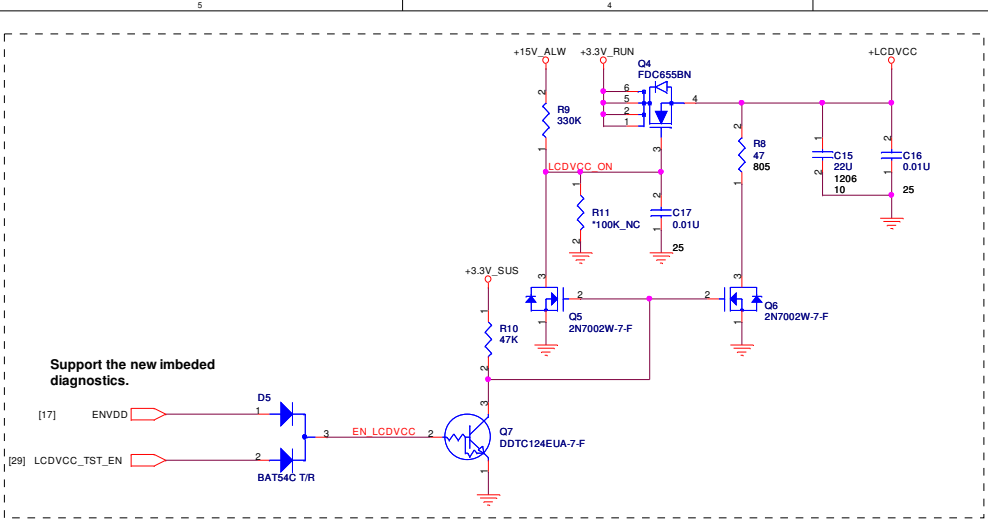 5 4
+15V_ALW +3.3V_RUN +LCDVCC
Q4
FDC655BN
6
5
2
1
4
3
2
R9
330K
1
LCDVCC_ON
2
R8
47
805
1
1
C15
22U
1206
10
2
2
C16
0.01U
1
25
1
R11
*100K_NC
2
2
C17
0.01U
1
25
+3.3V_SUS
3
2
Q5
2N7002W-7-F
1
3
2
Q6
2N7002W-7-F
1
1
R10
47K
2
Support the new imbeded
diagnostics.
D5
[17] ENVDD 1
3 EN_LCDVCC 2
[29] LCDVCC_TST_EN 2
BAT54C T/R
3
Q7
DDTC124EUA-7-F
1